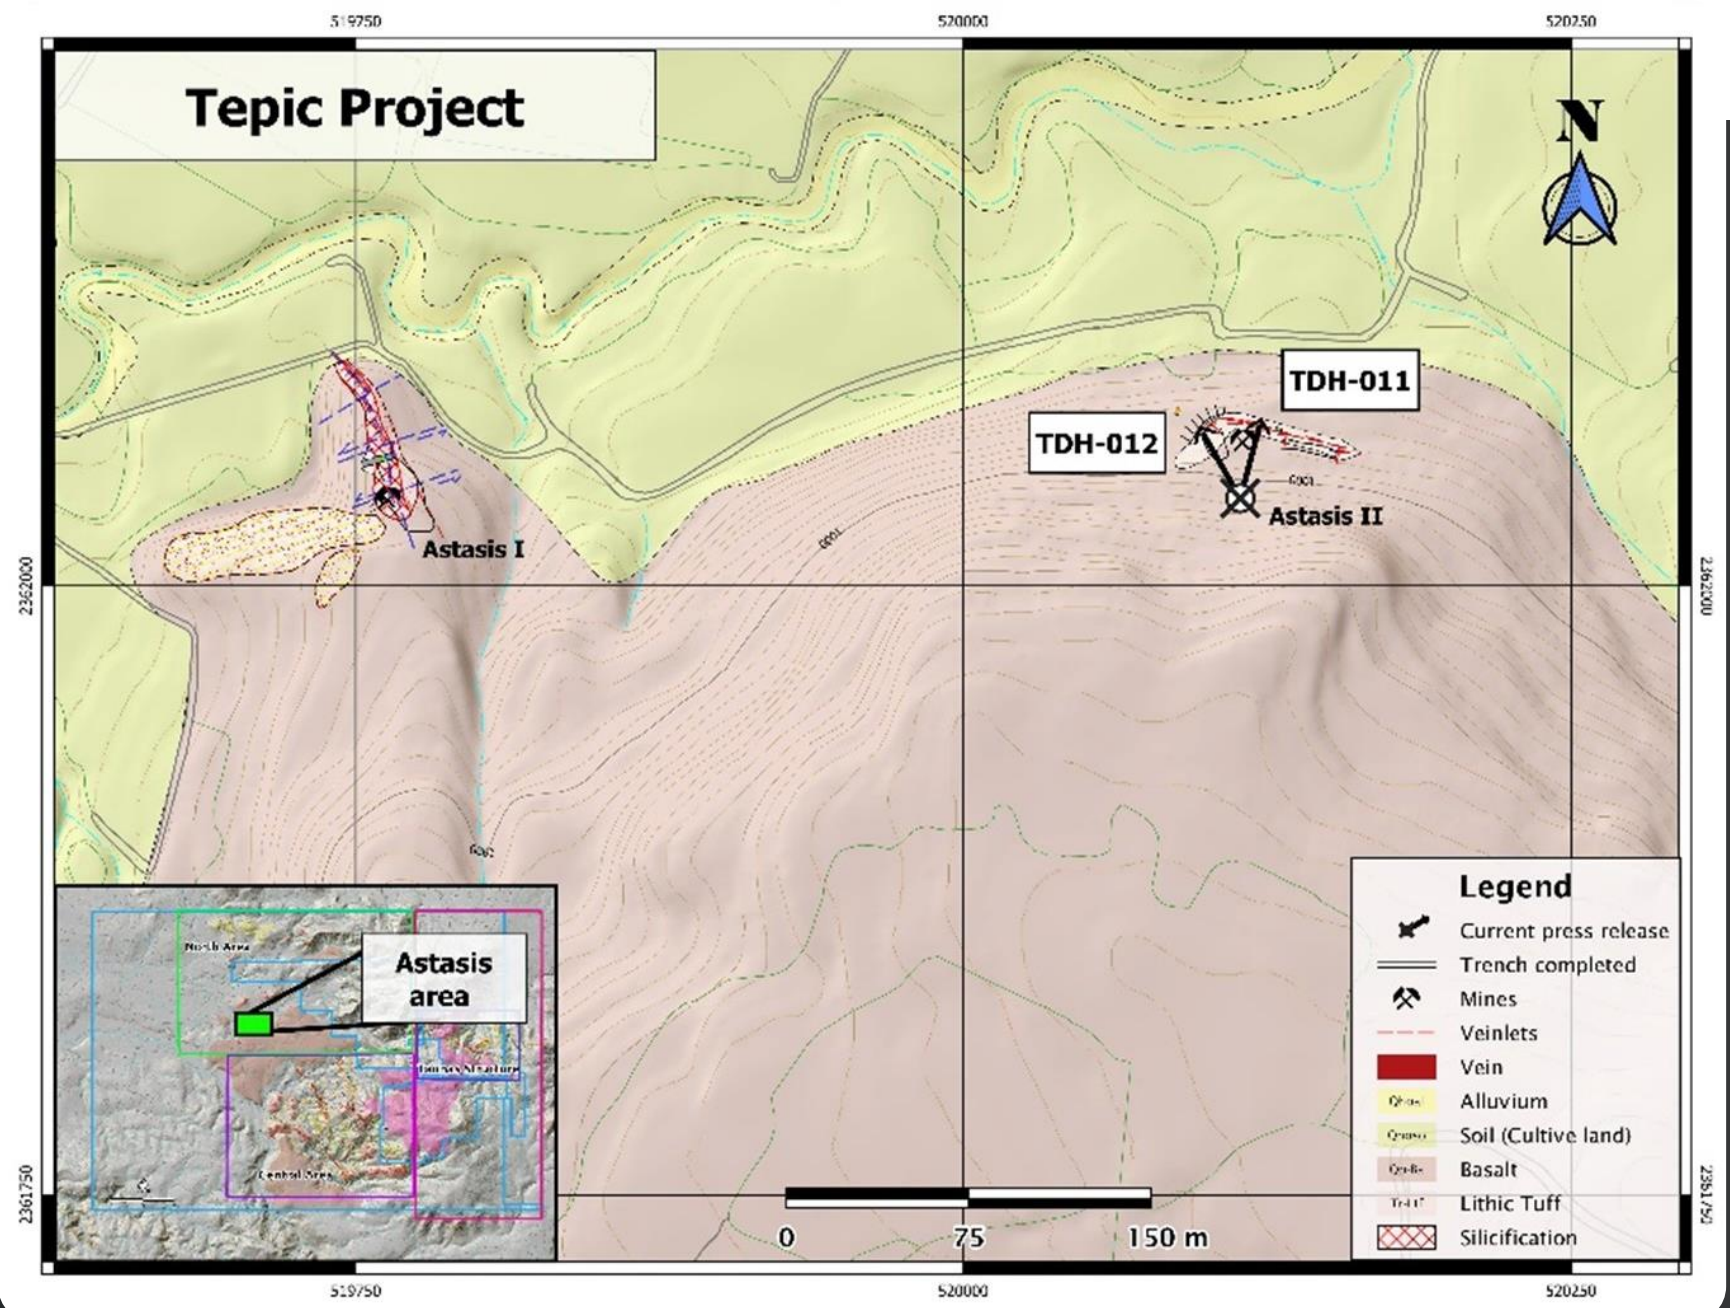 519750
520000
520250
Tepic Project
N
TDH-011
TDH-012
Astasis II
Astasis I
1000
2362000
2362000
2361750
2361750
North Area
Astasis
area
Central Area
Legend
Current press release
Trench completed
Mines
Veinlets
Vein
Alluvium
Soil (Cultive land)
Basalt
Lithic Tuff
Silicification
0
75
150 m
519750
520000
520250